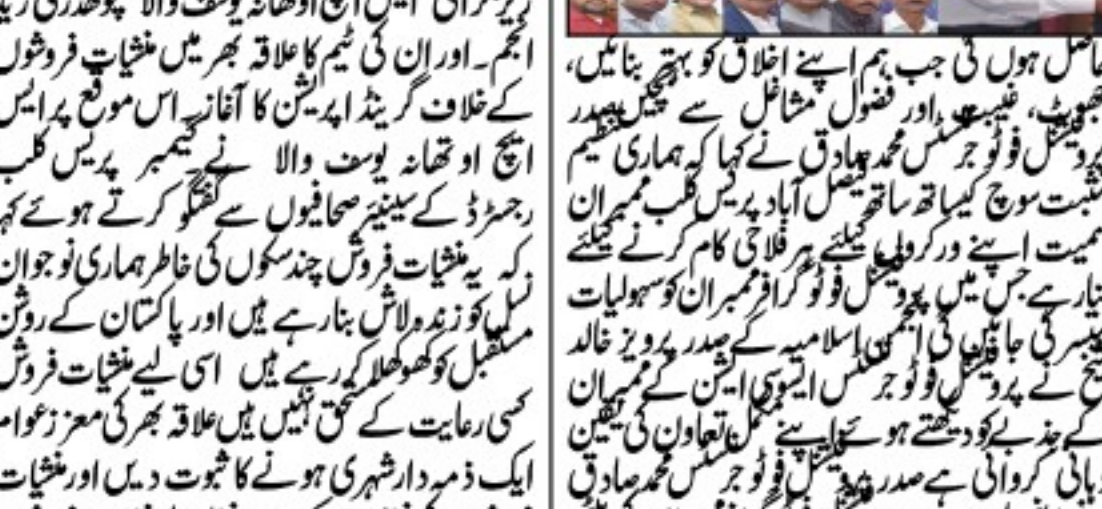 حاصل ہوں گی جب ہم اپنے اخلاق کو بہتر بنائیں،
جھوٹ، غیبت، اور فضول مشاغل سے بچیں صدر
پروفیشنل فوٹو جرنلسٹس محمد صادق نے کہا کہ ہماری تنظیم
مثبت سوچ کیساتھ ساتھ فیصل آباد پریس کلب ممبران
سمیت اپنے ورکروں کیلئے ہر فلاحی کام کرنے کیلئے
تیار ہے جس میں پروفیشنل فوٹو گرافر ممبران کو سہولیات
میسر کی جائیں گی انجمن اسلامیہ کے صدر پرویز خالد
شیخ نے پروفیشنل فوٹو جرنلسٹس ایسوسی ایشن کے ممبران
کے جذبے کو دیکھتے ہوئے اپنے مکمل تعاون کی یقین
دہانی کروائی ہے صدر پروفیشنل فوٹو جرنلسٹس محمد صادق
زیر نگرانی ایس ایچ او تھانہ یوسف والا چوہدری
انجم۔ اور ان کی ٹیم کا علاقہ بھر میں منشیات فروشوں
کے خلاف گرینڈ اپریشن کا آغاز اس موقع پر ایس
ایچ او تھانہ یوسف والا نے کیمبر پریس کلب
رجسٹرڈ کے سینیئر صحافیوں سے گفتگو کرتے ہوئے کہا
کہ یہ منشیات فروش چند سکوں کی خاطر ہماری نوجوان
نسل کو زندہ لاش بنا رہے ہیں اور پاکستان کے روشن
مستقبل کو کھوکھلا کر رہے ہیں اسی لیے منشیات فروش
کسی رعایت کے مستحق نہیں ہیں علاقہ بھر کی معزز عوام
ایک ذمہ دار شہری ہونے کا ثبوت دیں اور منشیات